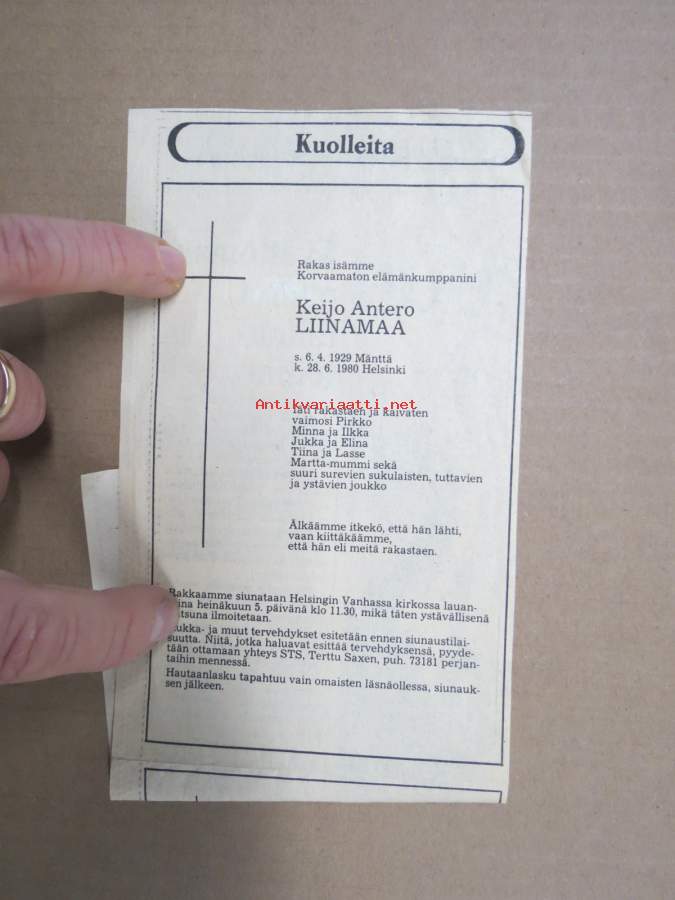 Kuolleita
Rakas isämme
Korvaamaton elämänkumppanini
Keijo Antero
LIINAMAA
s. 6. 4. 1929 Mänttä
k. 28. 6. 1980 Helsinki
Antikvariaatti.net
rakastaen ja kaivaten
vaimosi Pirkko
Minna ja Ilkka
Jukka ja Elina
Tiina ja Lasse
Martta-mummi sekä
suuri surevien sukulaisten, tuttavien
ja ystävien joukko
Älkäämme itkekö, että hän lähti,
vaan kiittäkäämme,
että hän eli meitä rakastaen.
Rakkaamme siunataan Helsingin Vanhassa kirkossa lauan-
heinäkuun 5. päivänä klo 11.30, mikä täten ystävällisenä
ilmoitetaan.
ja muut tervehdykset esitetään ennen siunaustilai-
suutta. Niitä, jotka haluavat esittää tervehdyksensä, pyyde-
tään ottamaan yhteys STS, Terttu Saxen, puh. 73181 perjan-
taihin mennessä.
Hautaanlasku tapahtuu vain omaisten läsnäollessa, siunauk-
sen jälkeen.